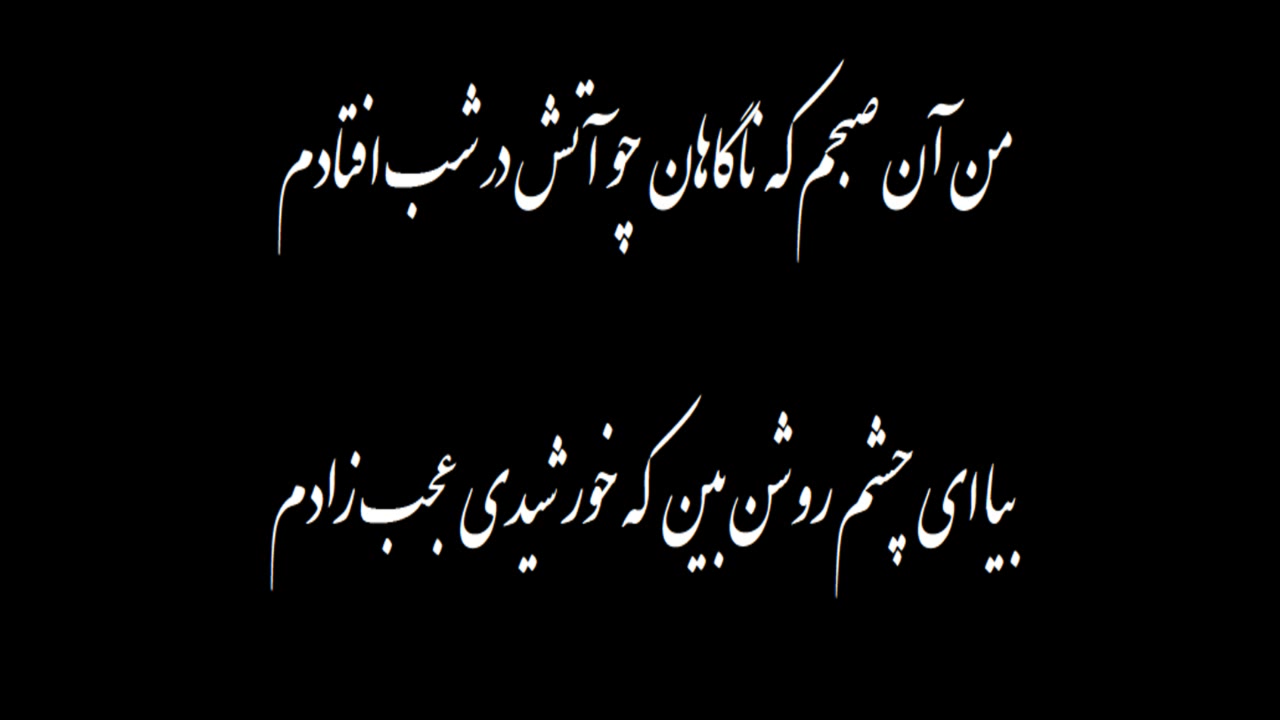 من آن صبحم که ناگاهان چو آتش در شب افتادم
بیا ای چشم روشن بین که خورشیدی عجب زادم